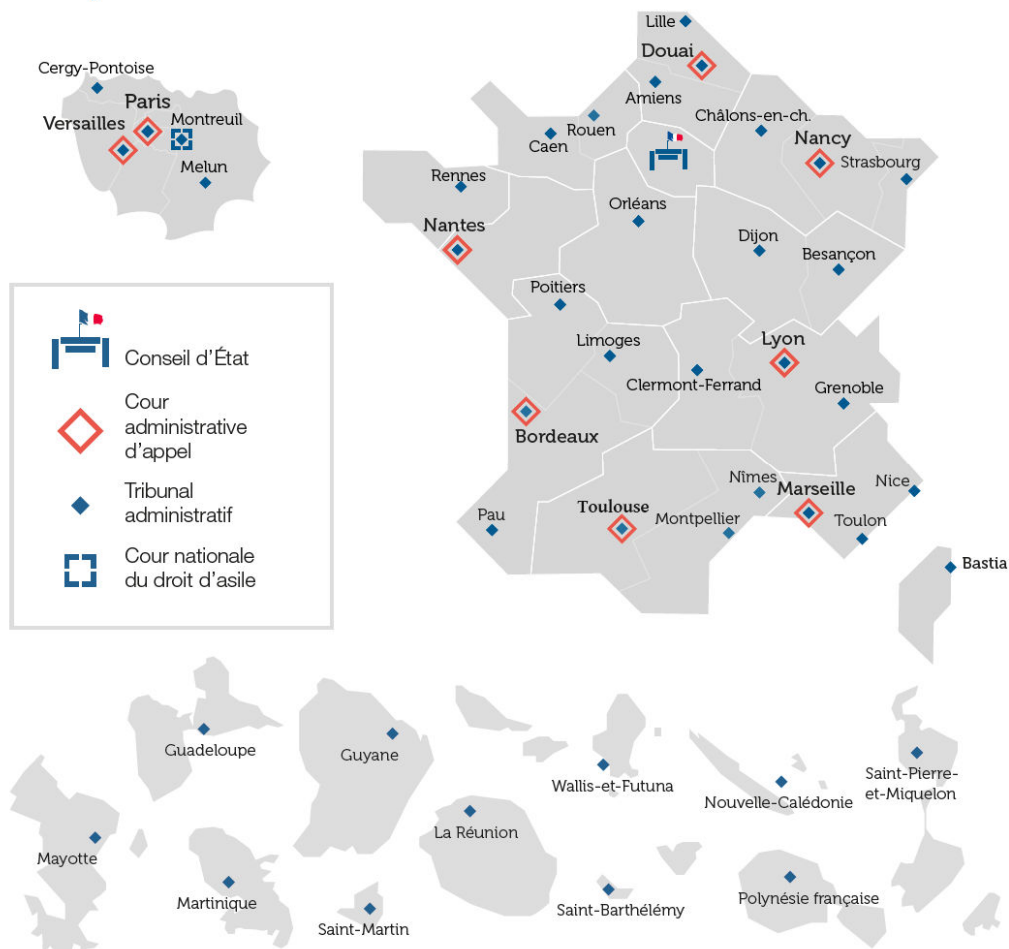 Cergy-Pontoise
Paris
Versailles
Montreuil
Melun
Lille
Douai
Amiens
Rouen
Caen
Châlons-en-ch.
Nancy
Strasbourg
Rennes
Nantes
Orléans
Dijon
Besançon
Poitiers
Limoges
Lyon
Clermont-Ferrand
Grenoble
Bordeaux
Nîmes
Marseille
Nice
Toulouse
Montpellier
Toulon
Pau
Bastia
Conseil d'État
Cour
administrative
d'appel
Tribunal
administratif
Cour nationale
du droit d'asile
Guadeloupe
Guyane
Wallis-et-Futuna
Nouvelle-Calédonie
Saint-Pierre-
et-Miquelon
Mayotte
La Réunion
Martinique
Saint-Martin
Saint-Barthélémy
Polynésie française